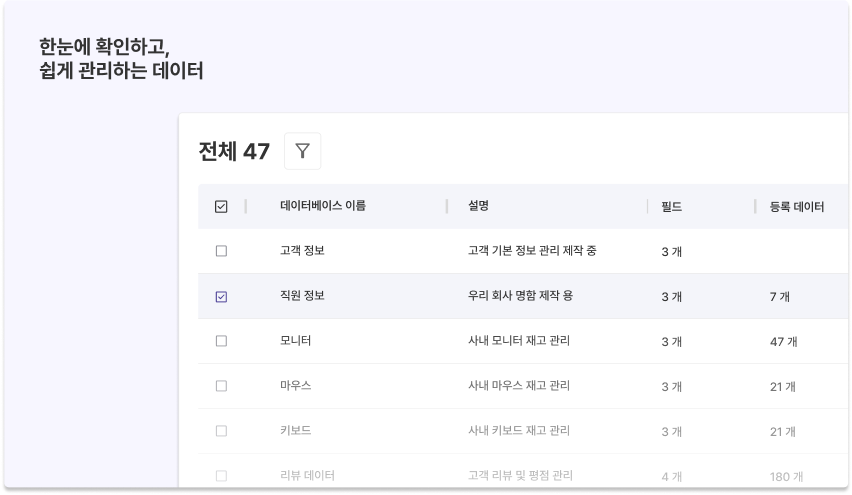 한눈에 확인하고,
쉽게 관리하는 데이터
전체 47
데이터베이스 이름 설명 필드 등록 데이터
고객 정보 고객 기본 정보 관리 제작 중 3 개
직원 정보 우리 회사 명함 제작 용 3 개 7 개
모니터 사내 모니터 재고 관리 3 개 47 개
마우스 사내 마우스 재고 관리 3 개 21 개
키보드 사내 키보드 재고 관리 3 개 21 개
리뷰 데이터 고객 리뷰 및 평점 관리 4 개 180 개